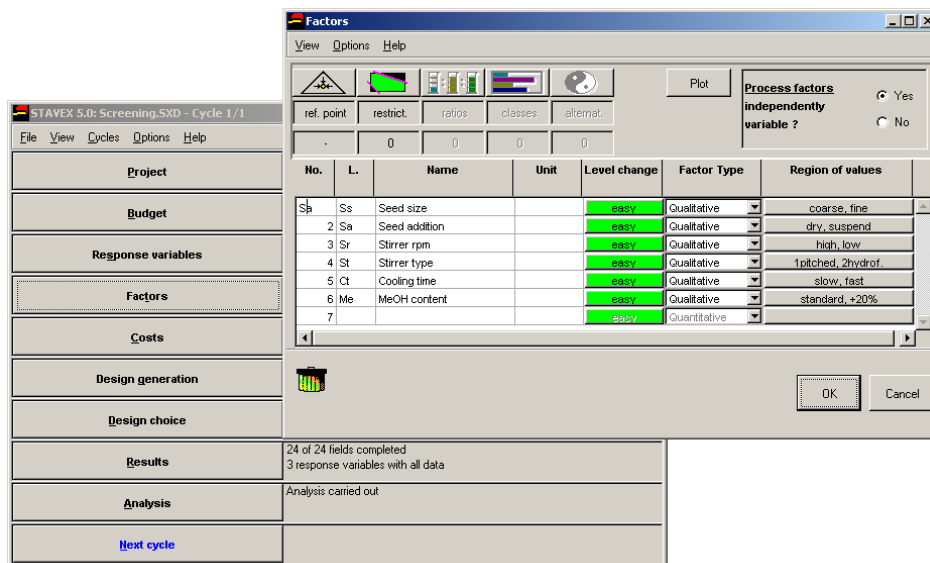 Factors
View Options Help
ref. point restrict. ratios classes alternat.
- 0 0 0 0
Plot
Process factors
independently
variable ?
Yes
No
No. L. Name Unit Level change Factor Type Region of values
Sa Ss Seed size easy Qualitative coarse, fine
2 Sa Seed addition easy Qualitative dry, suspend
3 Sr Stirrer rpm easy Qualitative high, low
4 St Stirrer type easy Qualitative 1pitched, 2hydrof.
5 Ct Cooling time easy Qualitative slow, fast
6 Me MeOH content easy Qualitative standard, +20%
7 easy Quantitative
OK Cancel
STAVEX 5.0: Screening.SXD - Cycle 1/1
File View Cycles Options Help
Project
Budget
Response variables
Factors
Costs
Design generation
Design choice
Results
24 of 24 fields completed
3 response variables with all data
Analysis
Analysis carried out
Next cycle